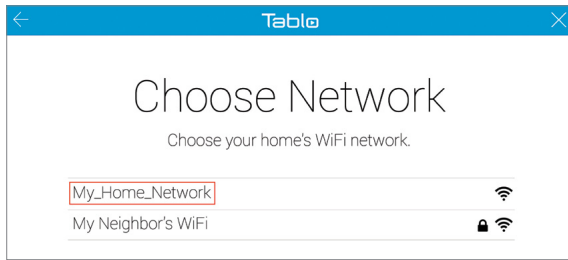 Tablo
Choose Network
Choose your home's WiFi network.
My_Home_Network
My Neighbor's WiFi